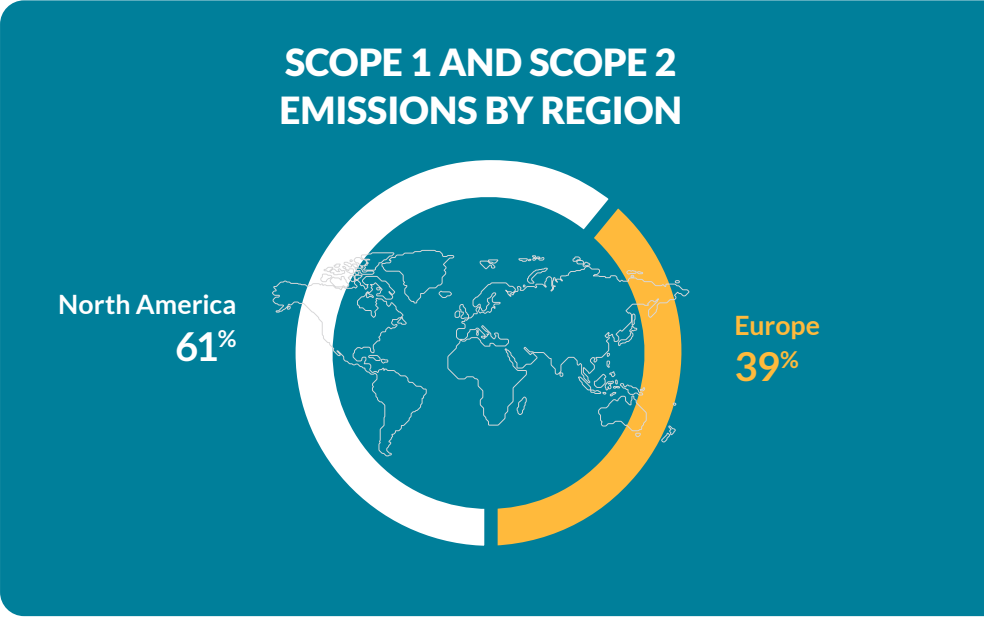 SCOPE 1 AND SCOPE 2
EMISSIONS BY REGION
North America
61%
Europe
39%